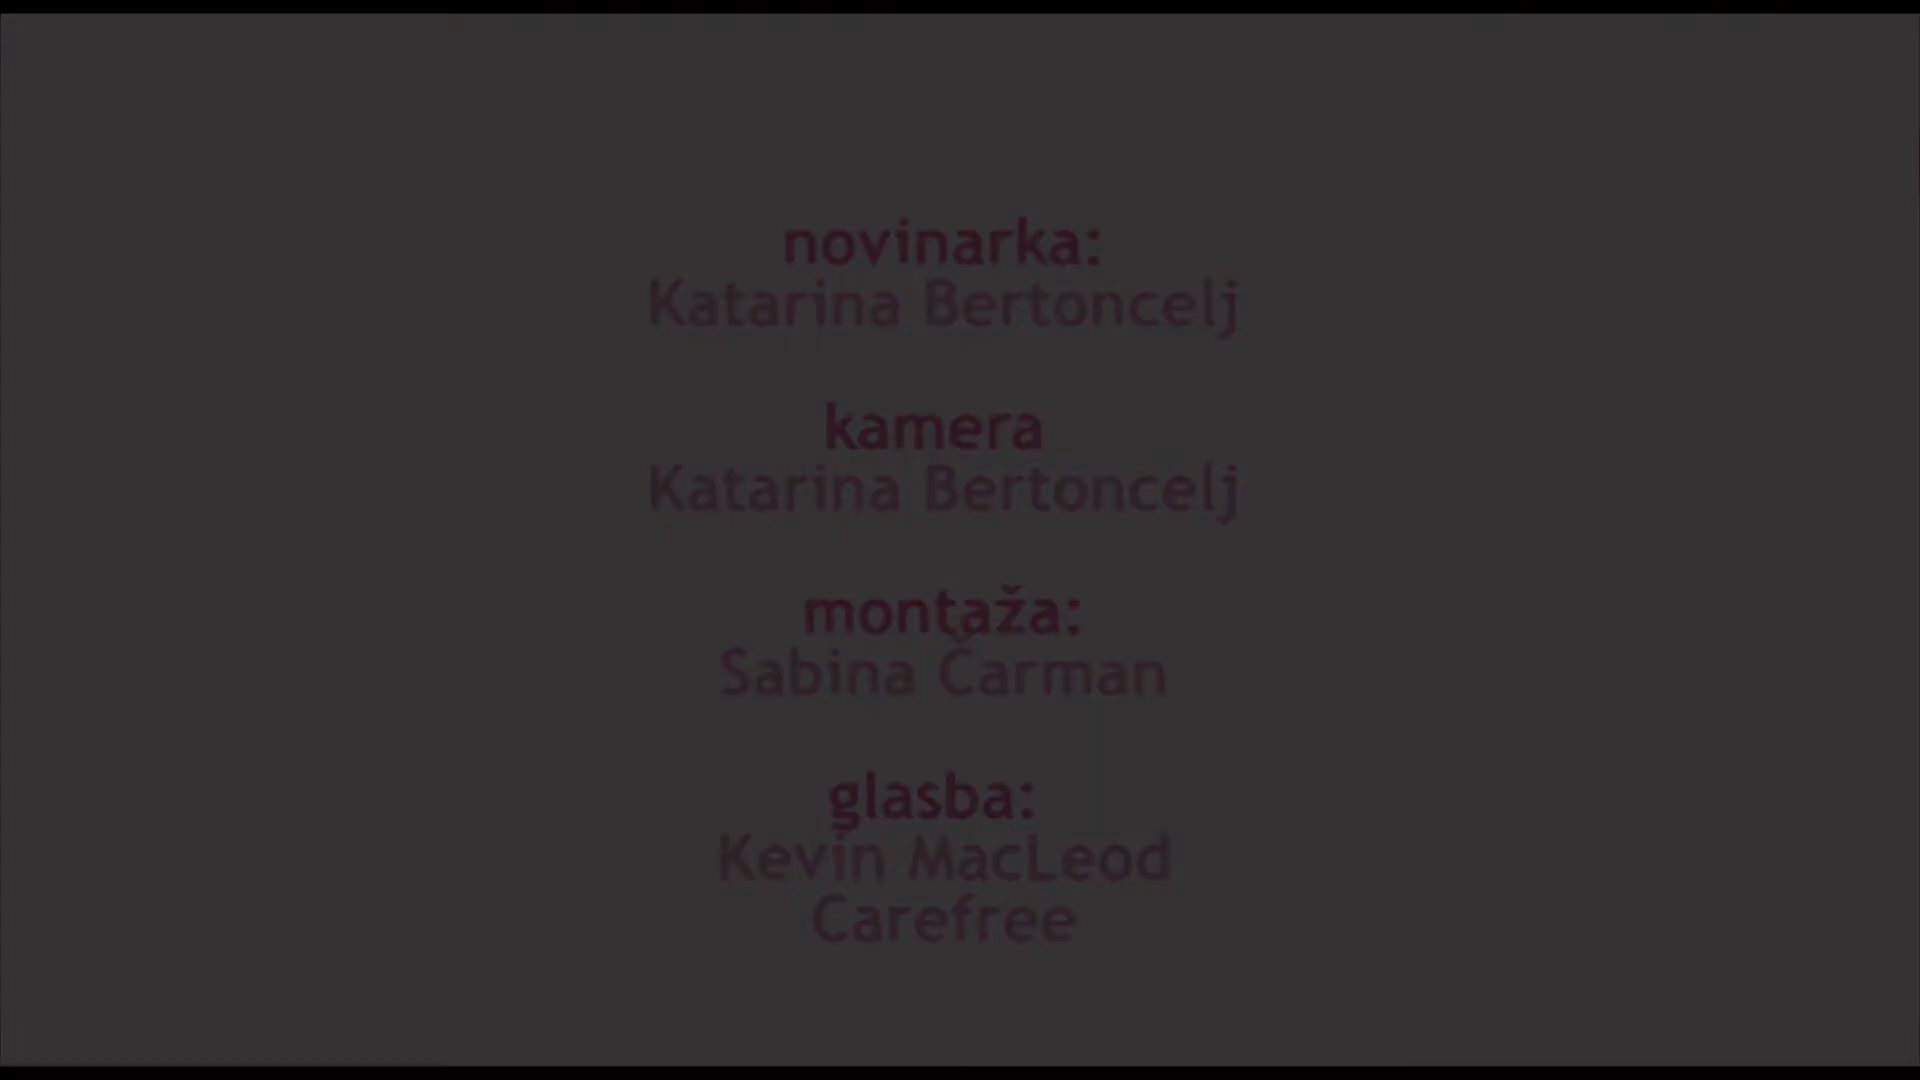 novinarka:
Katarina Bertoncelj
kamera
Katarina Bertoncelj
montaža:
Sabina Čarman
glasba:
Kevin MacLeod
Carefree